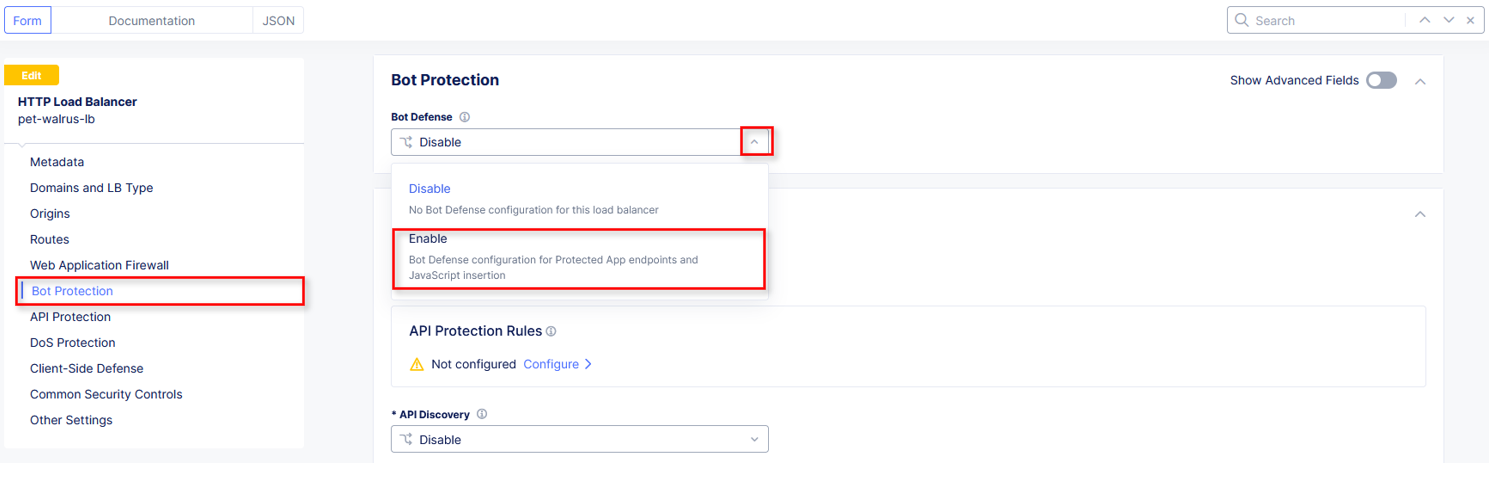 Form
Documentation
JSON
Search
Edit
HTTP Load Balancer
pet-walrus-lb
Metadata
Domains and LB Type
Origins
Routes
Web Application Firewall
Bot Protection
API Protection
DoS Protection
Client-Side Defense
Common Security Controls
Other Settings
Bot Protection
Show Advanced Fields
Bot Defense
Disable
Disable
No Bot Defense configuration for this load balancer
Enable
Bot Defense configuration for Protected App endpoints and
JavaScript insertion
API Protection Rules
Not configured Configure
* API Discovery
Disable